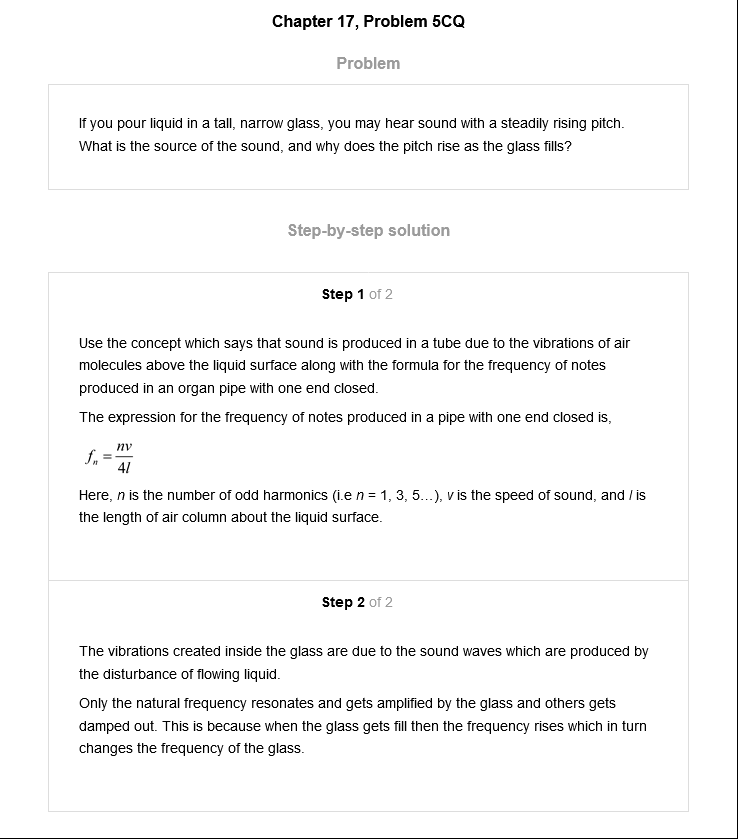 Chapter 17, Problem 5CQ
Problem
If you pour liquid in a tall, narrow glass, you may hear sound with a steadily rising pitch.
What is the source of the sound, and why does the pitch rise as the glass fills?
Step-by-step solution
Step 1 of 2
Use the concept which says that sound is produced in a tube due to the vibrations of air
molecules above the liquid surface along with the formula for the frequency of notes
produced in an organ pipe with one end closed.
The expression for the frequency of notes produced in a pipe with one end closed is,
fₙ = nv/4l
Here, n is the number of odd harmonics (i.e n = 1, 3, 5...), v is the speed of sound, and l is
the length of air column about the liquid surface.
Step 2 of 2
The vibrations created inside the glass are due to the sound waves which are produced by
the disturbance of flowing liquid.
Only the natural frequency resonates and gets amplified by the glass and others gets
damped out. This is because when the glass gets fill then the frequency rises which in turn
changes the frequency of the glass.